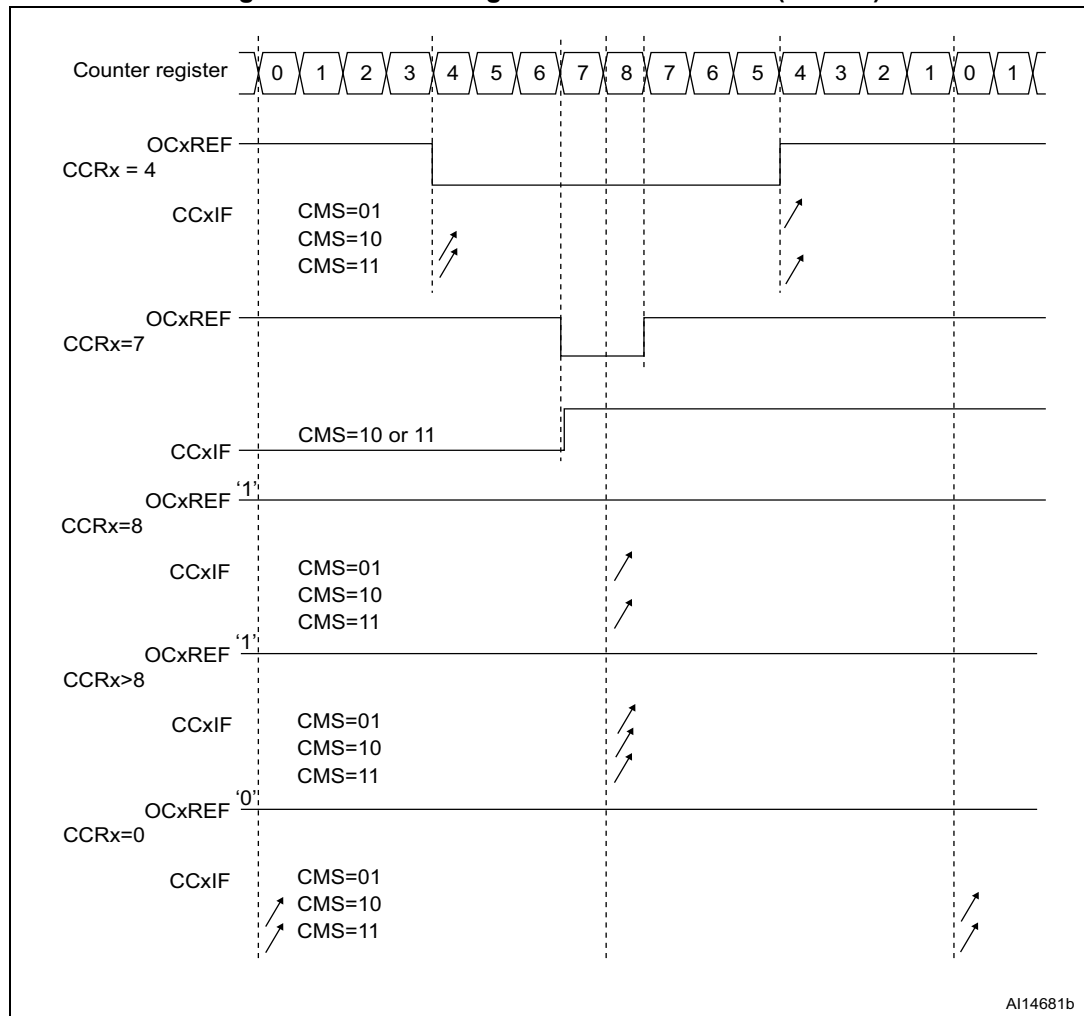 Counter register 0 1 2 3 4 5 6 7 8 7 6 5 4 3 2 1 0 1
OCxREF
CCRx = 4
CCxIF CMS=01
CMS=10
CMS=11
OCxREF
CCRx=7
CMS=10 or 11
CCxIF
OCxREF '1'
CCRx=8
CCxIF CMS=01
CMS=10
CMS=11
OCxREF '1'
CCRx>8
CCxIF CMS=01
CMS=10
CMS=11
OCxREF '0'
CCRx=0
CCxIF CMS=01
CMS=10
CMS=11
AI14681b